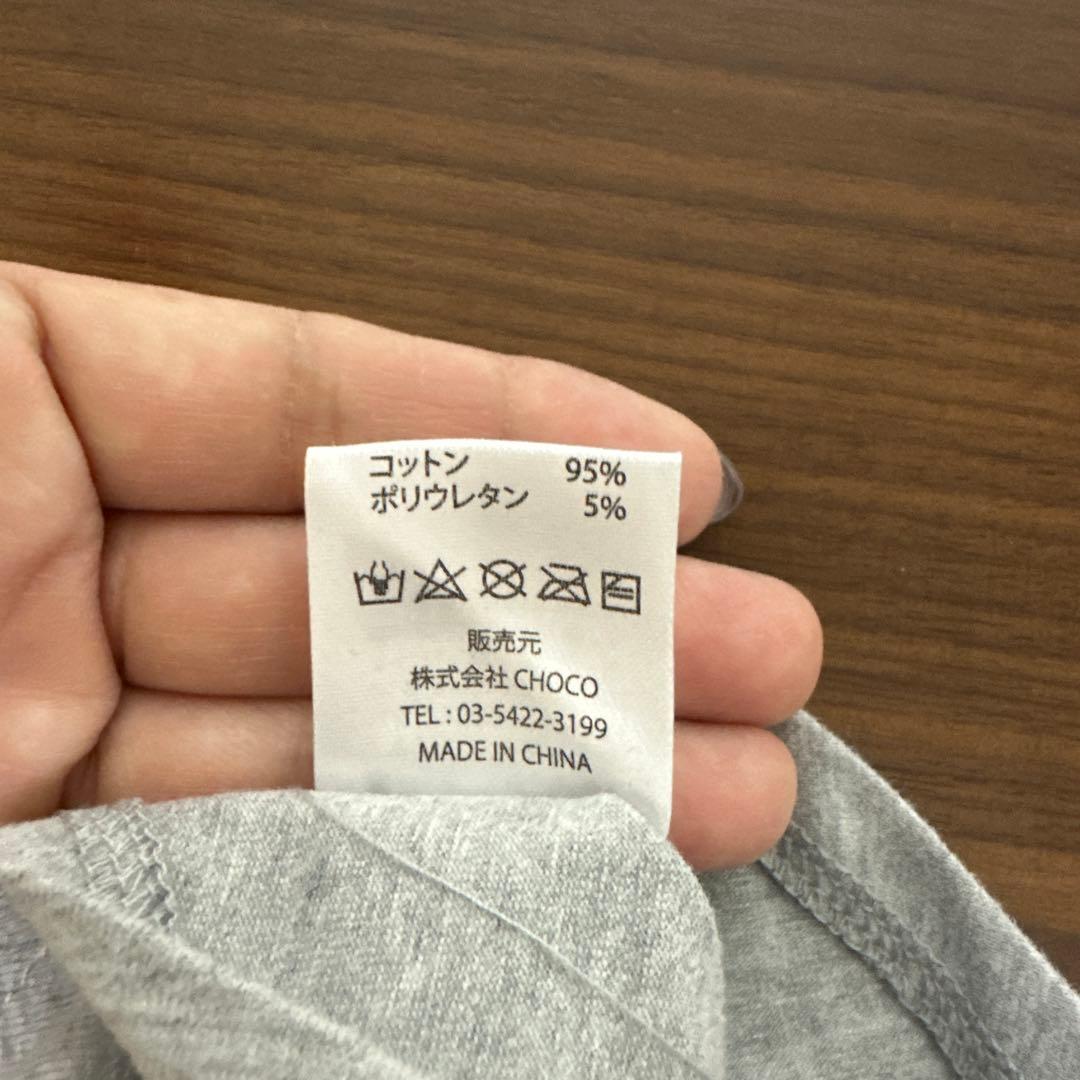 コットン 95%
ポリウレタン 5%
販売元
株式会社 CHOCO
TEL : 03-5422-3199
MADE IN CHINA